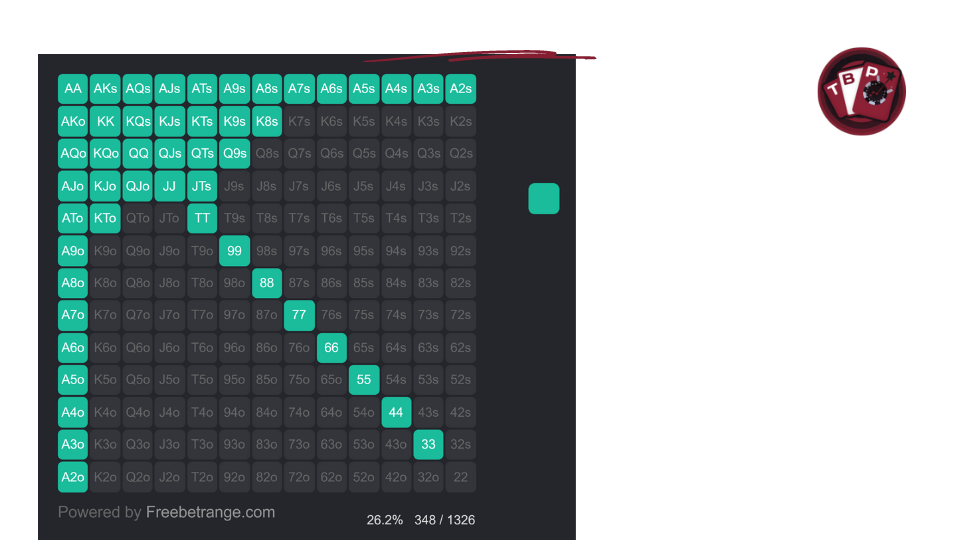 AA AKs AQs AJs ATs A9s A8s A7s A6s A5s A4s A3s A2s
AKo KK KQs KJs KTs K9s K8s K7s K6s K5s K4s K3s K2s
AQo KQo QQ QJs QTs Q9s Q8s Q7s Q6s Q5s Q4s Q3s Q2s
AJo KJo QJo JJ JTs J9s J8s J7s J6s J5s J4s J3s J2s
ATo KTo QTo JTo TT T9s T8s T7s T6s T5s T4s T3s T2s
A9o K9o Q9o J9o T9o 99 98s 97s 96s 95s 94s 93s 92s
A8o K8o Q8o J8o T8o 98o 88 87s 86s 85s 84s 83s 82s
A7o K7o Q7o J7o T7o 97o 87o 77 76s 75s 74s 73s 72s
A6o K6o Q6o J6o T6o 96o 86o 76o 66 65s 64s 63s 62s
A5o K5o Q5o J5o T5o 95o 85o 75o 65o 55 54s 53s 52s
A4o K4o Q4o J4o T4o 94o 84o 74o 64o 54o 44 43s 42s
A3o K3o Q3o J3o T3o 93o 83o 73o 63o 53o 43o 33 32s
A2o K2o Q2o J2o T2o 92o 82o 72o 62o 52o 42o 32o 22
Powered by Freebetrange.com
26.2% 348 / 1326
TBP